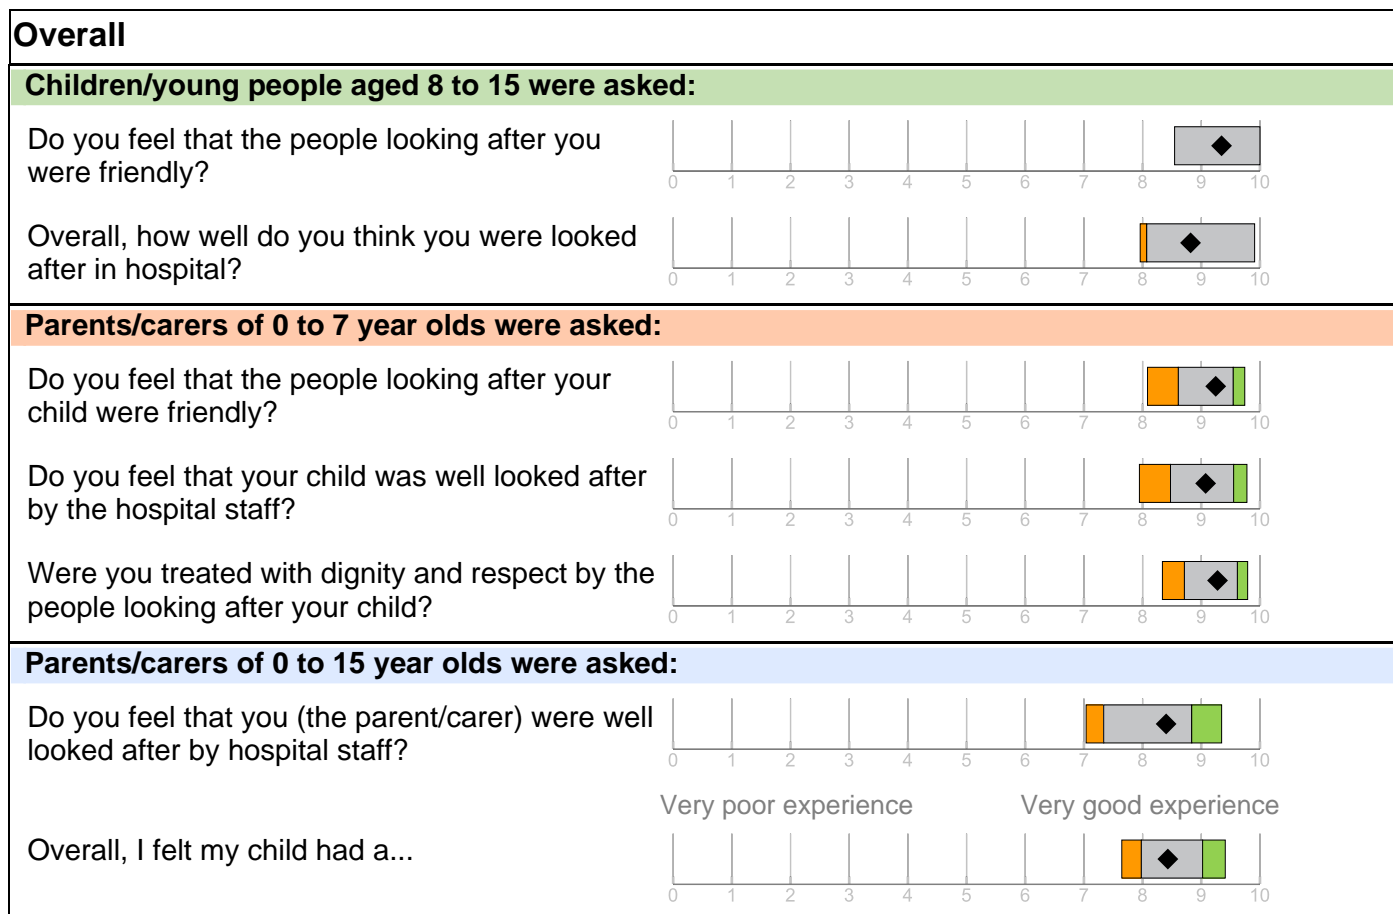 Overall
Children/young people aged 8 to 15 were asked:
Do you feel that the people looking after you
were friendly?
0 1 2 3 4 5 6 7 8 9 10
Overall, how well do you think you were looked
after in hospital?
0 1 2 3 4 5 6 7 8 9 10
Parents/carers of 0 to 7 year olds were asked:
Do you feel that the people looking after your
child were friendly?
0 1 2 3 4 5 6 7 8 9 10
Do you feel that your child was well looked after
by the hospital staff?
0 1 2 3 4 5 6 7 8 9 10
Were you treated with dignity and respect by the
people looking after your child?
0 1 2 3 4 5 6 7 8 9 10
Parents/carers of 0 to 15 year olds were asked:
Do you feel that you (the parent/carer) were well
looked after by hospital staff?
0 1 2 3 4 5 6 7 8 9 10
Very poor experience Very good experience
Overall, I felt my child had a...
0 1 2 3 4 5 6 7 8 9 10